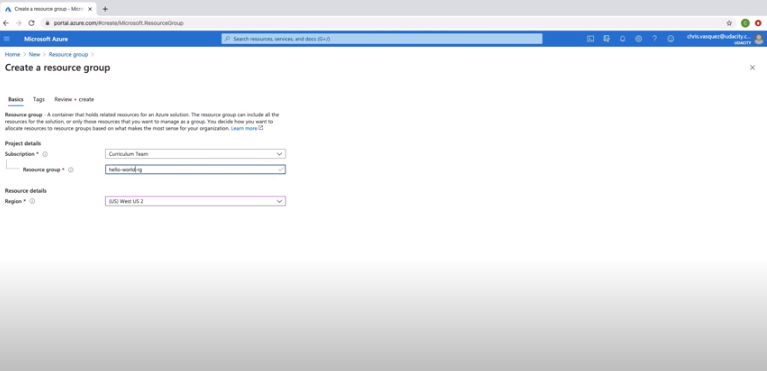 Create a resource group - Micro
portal.azure.com/#create/Microsoft.ResourceGroup
Microsoft Azure
Search resources, services, and docs (G+/)
chris.vasquez@udacity.c...
UDACITY
Home > New > Resource group >
Create a resource group
Basics Tags Review + create
Resource group - A container that holds related resources for an Azure solution. The resource group can include all the
resources for the solution, or only those resources that you want to manage as a group. You decide how you want to
allocate resources to resource groups based on what makes the most sense for your organization. Learn more
Project details
Subscription * Curriculum Team
Resource group * hello-world-rg
Resource details
Region * (US) West US 2